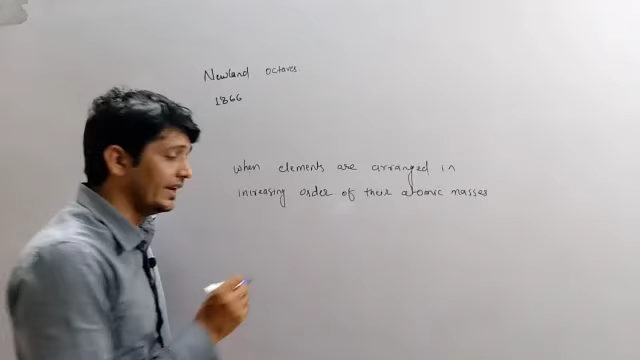 Newland octaves.
1866
when elements are arranged in
increasing order of their atomic masses